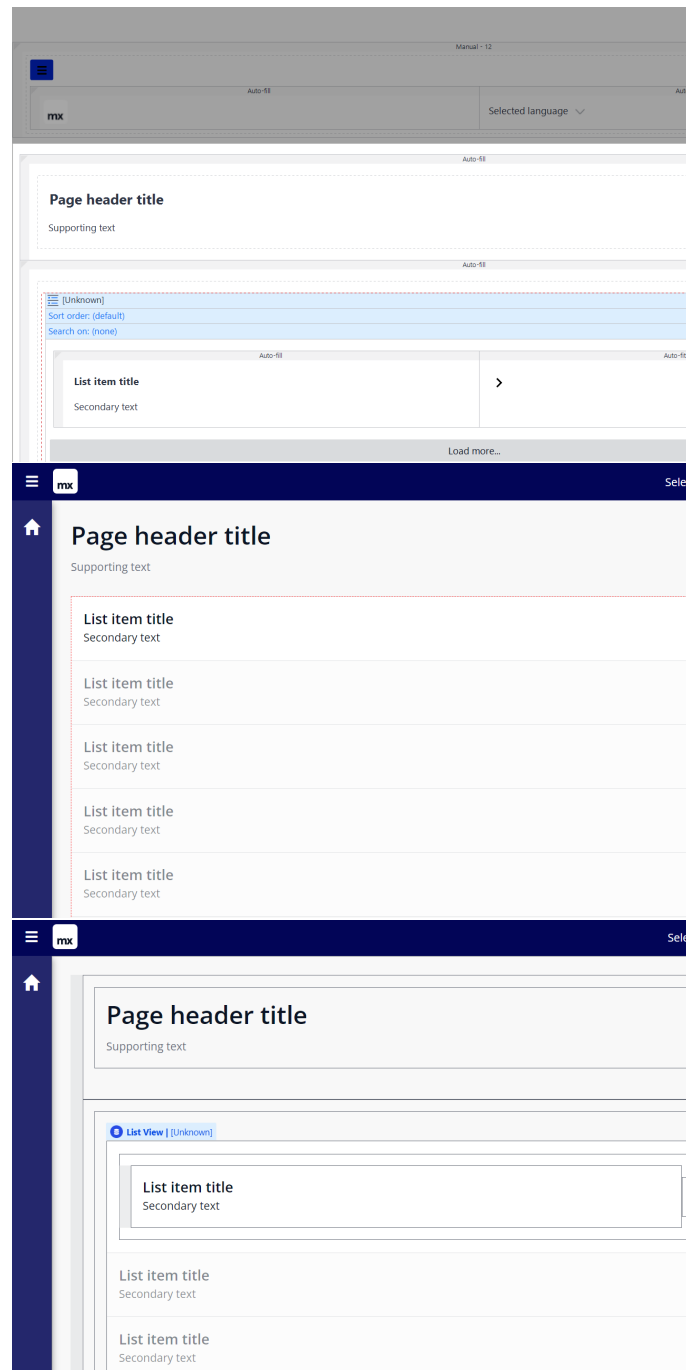 Manual - 12
Auto-fill
Aut
mx
Selected language
Auto-fill
Page header title
Supporting text
Auto-fill
[Unknown]
Sort order: (default)
Search on: (none)
Auto-fill
Auto-fit
List item title
Secondary text
Load more...
mx
Sele
Page header title
Supporting text
List item title
Secondary text
List item title
Secondary text
List item title
Secondary text
List item title
Secondary text
List item title
Secondary text
mx
Sele
Page header title
Supporting text
List View | [Unknown]
List item title
Secondary text
List item title
Secondary text
List item title
Secondary text